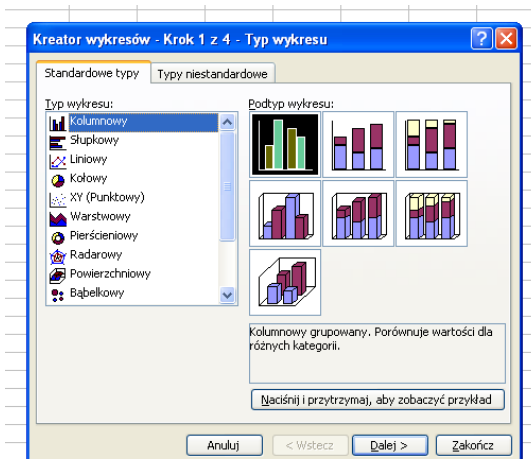 Kreator wykresów - Krok 1 z 4 - Typ wykresu
Standardowe typy
Typy niestandardowe
Typ wykresu:
Kolumnowy
Słupkowy
Liniowy
Kołowy
XY (Punktowy)
Warstwowy
Pierścieniowy
Radarowy
Powierzchniowy
Bąbelkowy
Podtyp wykresu:
Kolumnowy grupowany. Porównuje wartości dla
różnych kategorii.
Naciśnij i przytrzymaj, aby zobaczyć przykład
Anuluj
< Wstecz
Dalej >
Zakończ